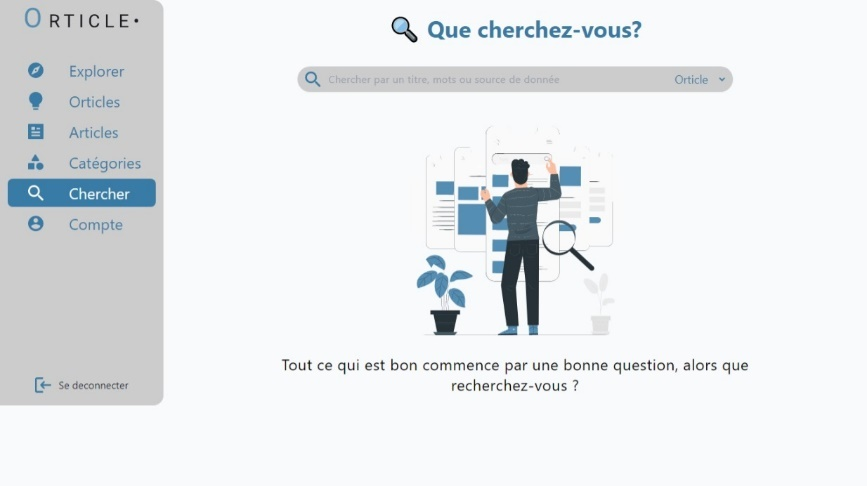 ORTICLE.
Explorer
Orticles
Articles
Catégories
Chercher
Compte
Se deconnecter
Que cherchez-vous?
Chercher par un titre, mots ou source de donnée
Orticle
Tout ce qui est bon commence par une bonne question, alors que
recherchez-vous ?